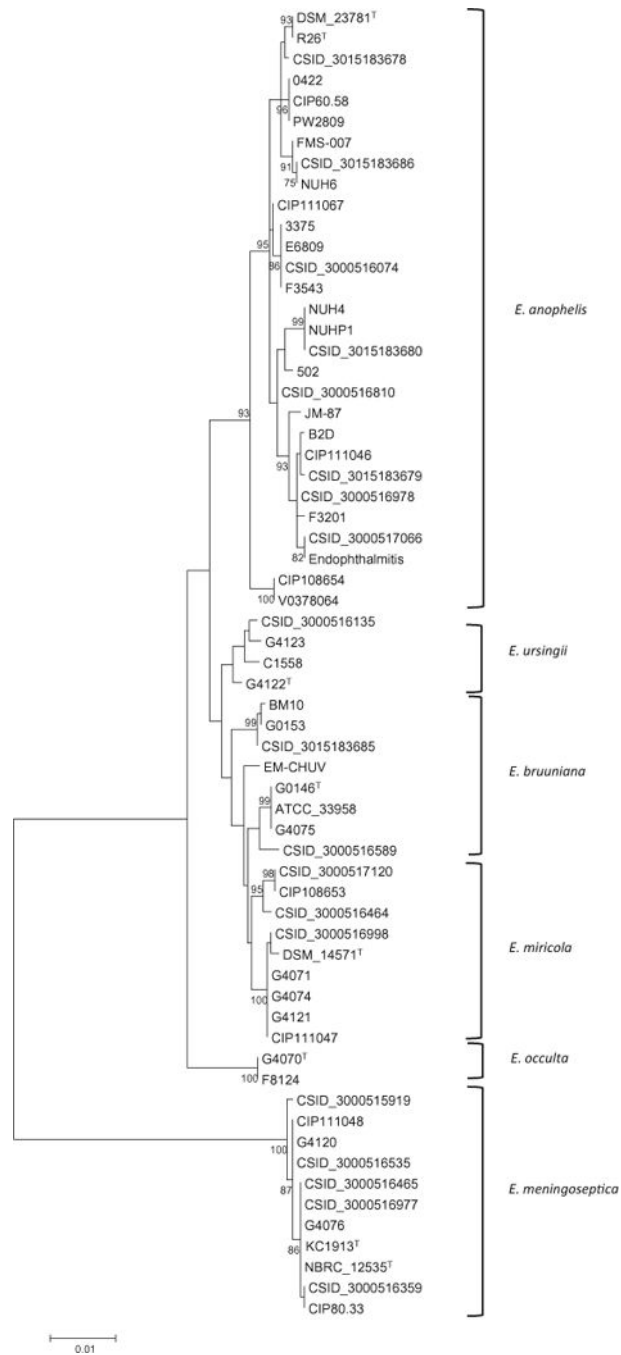 93 DSM_23781ᵀ
R26ᵀ
CSID_3015183678
0422
CIP60.58
96
PW2809
FMS-007
CSID_3015183686
91
75 NUH6
CIP111067
3375
95 E6809
CSID_3000516074
86
F3543
E. anophelis
NUH4
99
NUHP1
CSID_3015183680
502
CSID_3000516810
93
JM-87
B2D
CIP111046
93
CSID_3015183679
CSID_3000516978
F3201
CSID_3000517066
82 Endophthalmitis
CIP108654
100 V0378064
CSID_3000516135
G4123
E. ursingii
C1558
G4122ᵀ
BM10
99 G0153
CSID_3015183685
EM-CHUV
E. bruuniana
G0146ᵀ
99
ATCC_33958
G4075
CSID_3000516589
98 CSID_3000517120
95 CIP108653
CSID_3000516464
CSID_3000516998
E. miricola
DSM_14571ᵀ
G4071
100 G4074
G4121
CIP111047
G4070ᵀ
E. occulta
100 F8124
CSID_3000515919
CIP111048
100 G4120
CSID_3000516535
87 CSID_3000516465
E. meningoseptica
CSID_3000516977
G4076
86 KC1913ᵀ
NBRC_12535ᵀ
CSID_3000516359
CIP80.33
0.01